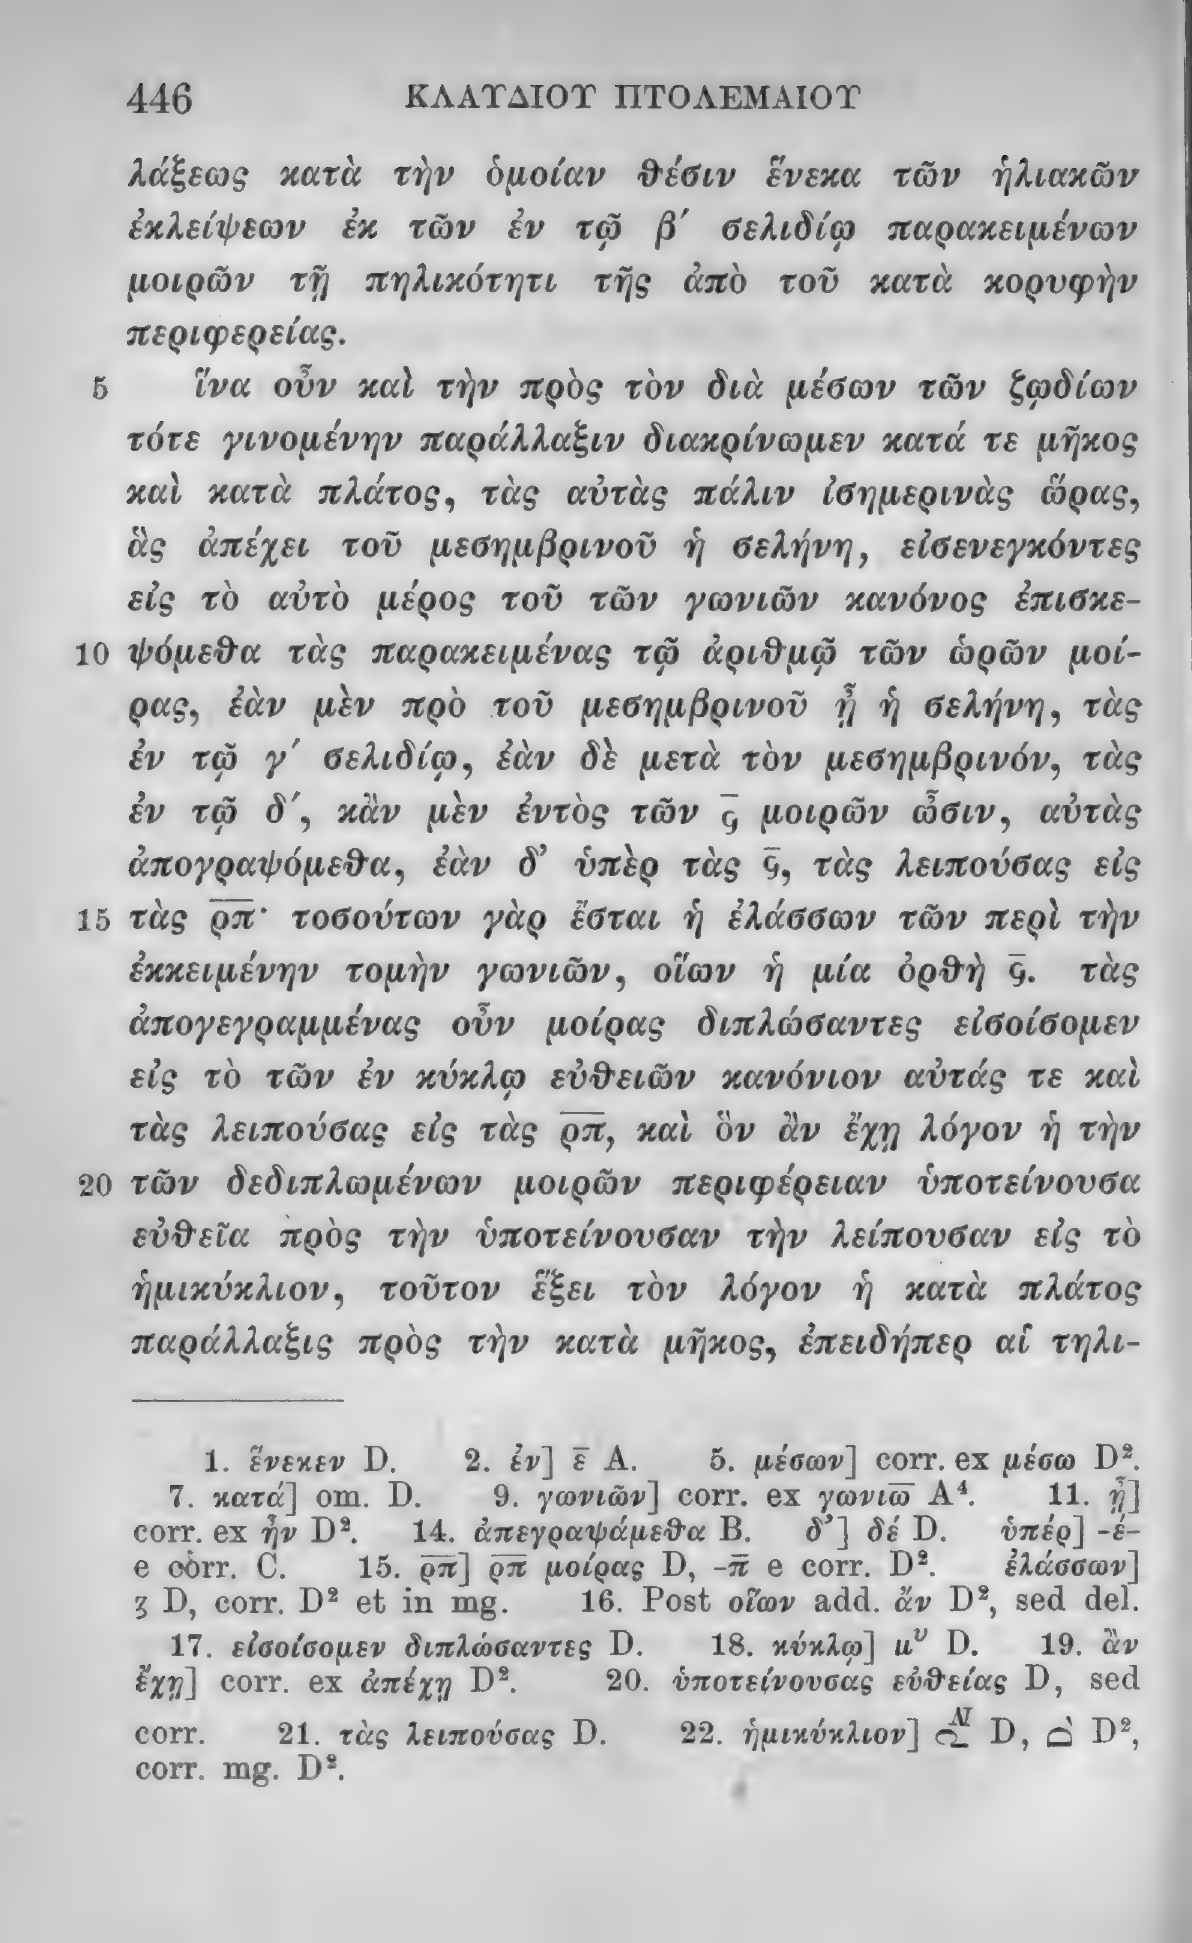 446 ΚΛΑΥΔΙΟΥ ΠΤΟΛΕΜΑΙΟΥ
λάξεως κατὰ τὴν ὁμοίαν θέσιν ἕνεκα τῶν ἡλιακῶν
ἐκλείψεων ἐκ τῶν ἐν τῷ β′ σελιδίῳ παρακειμένων
μοιρῶν τῇ πηλικότητι τῆς ἀπὸ τοῦ κατὰ κορυφὴν
περιφερείας.
5 ἵνα οὖν καὶ τὴν πρὸς τὸν διὰ μέσων τῶν ζῳδίων
τότε γινομένην παράλλαξιν διακρίνωμεν κατά τε μῆκος
καὶ κατὰ πλάτος, τὰς αὐτὰς πάλιν ἰσημερινὰς ὥρας,
ἃς ἀπέχει τοῦ μεσημβρινοῦ ἡ σελήνη, εἰσενεγκόντες
εἰς τὸ αὐτὸ μέρος τοῦ τῶν γωνιῶν κανόνος ἐπισκε-
10 ψόμεθα τὰς παρακειμένας τῷ ἀριθμῷ τῶν ὡρῶν μοί-
ρας, ἐὰν μὲν πρὸ τοῦ μεσημβρινοῦ ᾖ ἡ σελήνη, τὰς
ἐν τῷ γ′ σελιδίῳ, ἐὰν δὲ μετὰ τὸν μεσημβρινόν, τὰς
ἐν τῷ δ′, κἂν μὲν ἐντὸς τῶν ϟ̄ μοιρῶν ὦσιν, αὐτὰς
ἀπογραψόμεθα, ἐὰν δ’ ὑπὲρ τὰς ϟ̄, τὰς λειπούσας εἰς
15 τὰς ρ̅π̅· τοσούτων γὰρ ἔσται ἡ ἐλάσσων τῶν περὶ τὴν
ἐκκειμένην τομὴν γωνιῶν, οἵων ἡ μία ὀρθὴ ϟ̄. τὰς
ἀπογεγραμμένας οὖν μοίρας διπλώσαντες εἰσοίσομεν
εἰς τὸ τῶν ἐν κύκλῳ εὐθειῶν κανόνιον αὐτάς τε καὶ
τὰς λειπούσας εἰς τὰς ρ̅π̅, καὶ ὃν ἂν ἔχῃ λόγον ἡ τὴν
20 τῶν δεδιπλωμένων μοιρῶν περιφέρειαν ὑποτείνουσα
εὐθεῖα πρὸς τὴν ὑποτείνουσαν τὴν λείπουσαν εἰς τὸ
ἡμικύκλιον, τοῦτον ἕξει τὸν λόγον ἡ κατὰ πλάτος
παράλλαξις πρὸς τὴν κατὰ μῆκος, ἐπειδήπερ αἱ τηλι-
1. ἕνεκεν D. 2. ἐν] ε̄ A. 5. μέσων] corr. ex μέσω D².
7. κατά] om. D. 9. γωνιῶν] corr. ex γωνιω̅ A⁴. 11. ᾖ]
corr. ex ἦν D². 14. ἀπεγραψάμεθα B. δ’] δέ D. ὑπέρ] -έ-
e corr. C. 15. ρ̅π̅] ρ̅π̅ μοίρας D, -π̅ e corr. D². ἐλάσσων]
ʒ D, corr. D² et in mg. 16. Post οἵων add. ἄν D², sed del.
17. εἰσοίσομεν διπλώσαντες D. 18. κύκλῳ] κᵛ D. 19. ἂν
ἔχῃ] corr. ex ἀπέχῃ D². 20. ὑποτείνουσας εὐθείας D, sed
corr. 21. τὰς λειπούσας D. 22. ἡμικύκλιον] D, D²,
corr. mg. D².